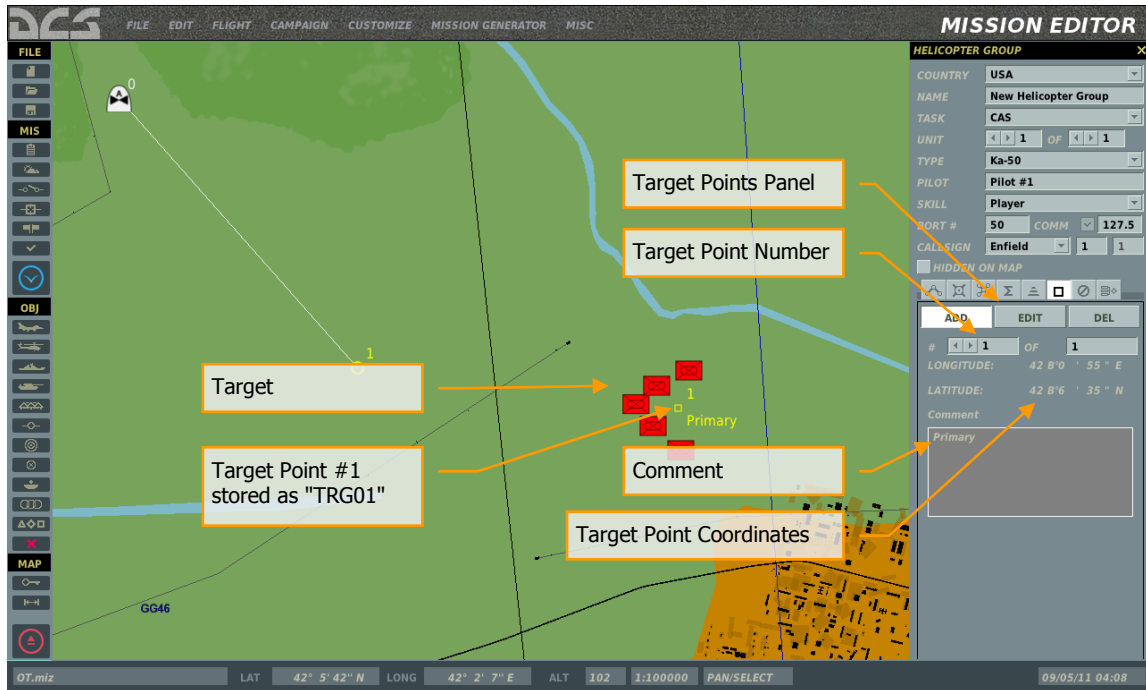 DCS FILE EDIT FLIGHT CAMPAIGN CUSTOMIZE MISSION GENERATOR MISC MISSION EDITOR
FILE
MIS
OBJ
MAP
A 0
1
Target
Target Point #1
stored as "TRG01"
1
Primary
GG46
Target Points Panel
Target Point Number
Comment
Target Point Coordinates
HELICOPTER GROUP X
COUNTRY USA
NAME New Helicopter Group
TASK CAS
UNIT 1 OF 1
TYPE Ka-50
PILOT Pilot #1
SKILL Player
PORT # 50 COMM 127.5
CALLSIGN Enfield 1 1
HIDDEN ON MAP
ADD EDIT DEL
# 1 OF 1
LONGITUDE: 42 B°0 ' 55 " E
LATITUDE: 42 B°6 ' 35 " N
Comment
Primary
OT.miz LAT 42° 5' 42" N LONG 42° 2' 7" E ALT 102 1:100000 PAN/SELECT 09/05/11 04:08